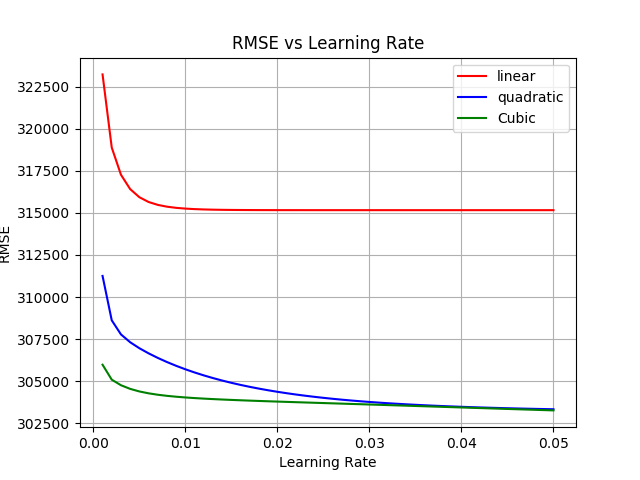 RMSE vs Learning Rate
linear
quadratic
Cubic
322500
320000
317500
315000
312500
310000
307500
305000
302500
RMSE
0.00 0.01 0.02 0.03 0.04 0.05
Learning Rate